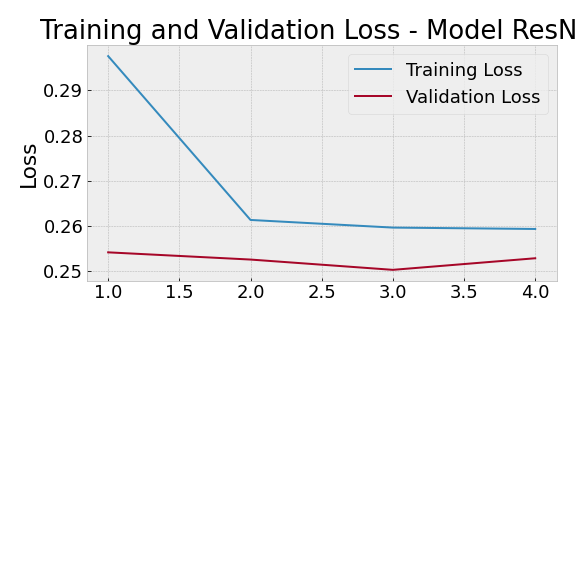 Training and Validation Loss - Model ResN
Training Loss
Validation Loss
Loss
0.29
0.28
0.27
0.26
0.25
1.0 1.5 2.0 2.5 3.0 3.5 4.0